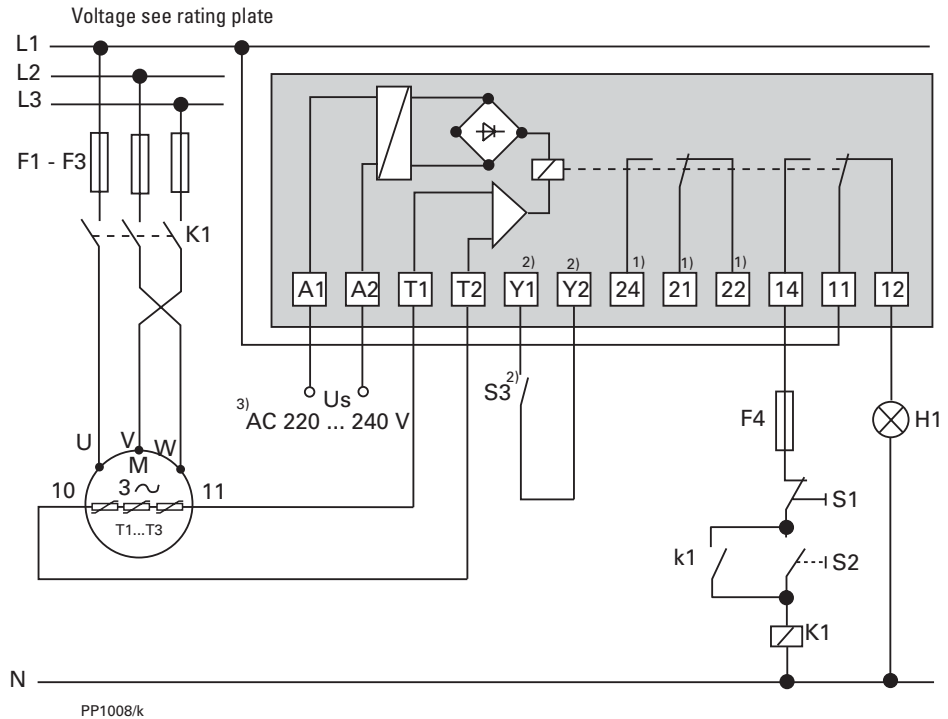 Voltage see rating plate
L1
L2
L3
F1 - F3
K1
2) 2) 1) 1) 1)
A1 A2 T1 T2 Y1 Y2 24 21 22 14 11 12
S3 2)
Us
3) AC 220 ... 240 V
F4
H1
U V W
M
3 ~
10 11
T1...T3
S1
k1
S2
K1
N
PP1008/k